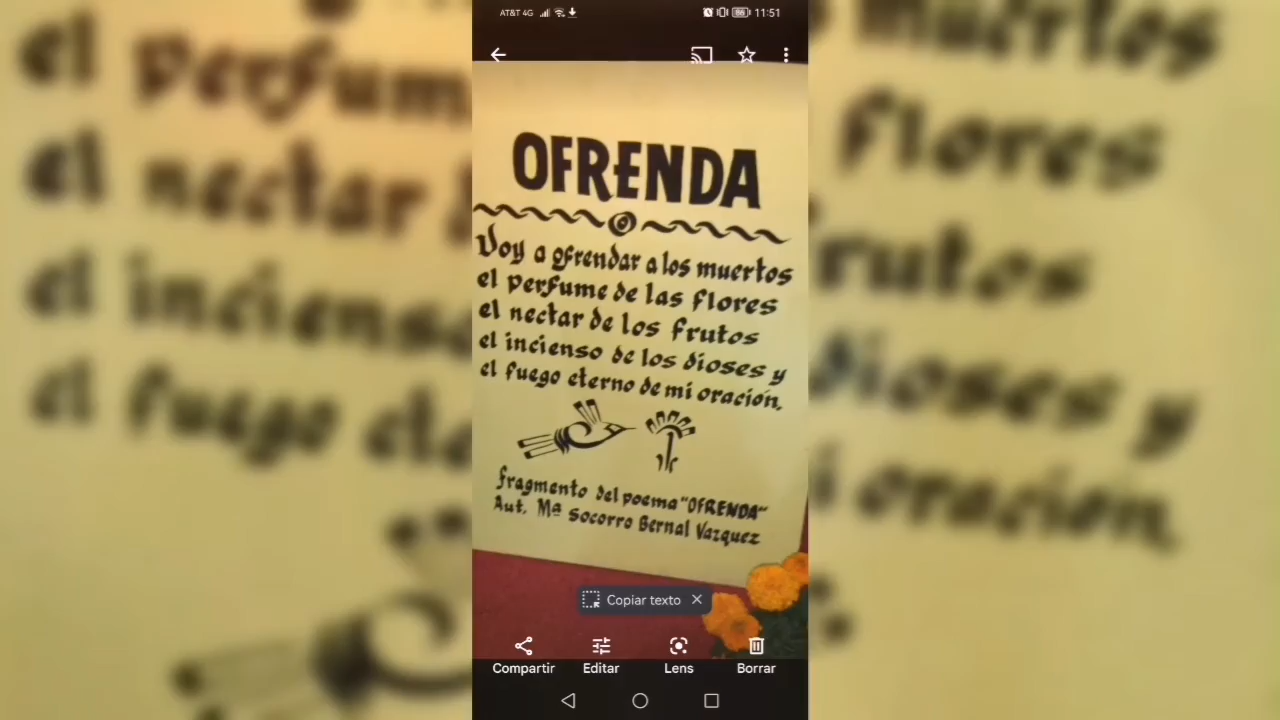 AT&T 4G 86 11:51
OFRENDA
Voy a ofrendar a los muertos
el perfume de las flores
el nectar de los frutos
el incienso de los dioses y
el fuego eterno de mi oración.
fragmento del poema "OFRENDA"
Aut. Mª Socorro Bernal Vazquez
Copiar texto
Compartir Editar Lens Borrar